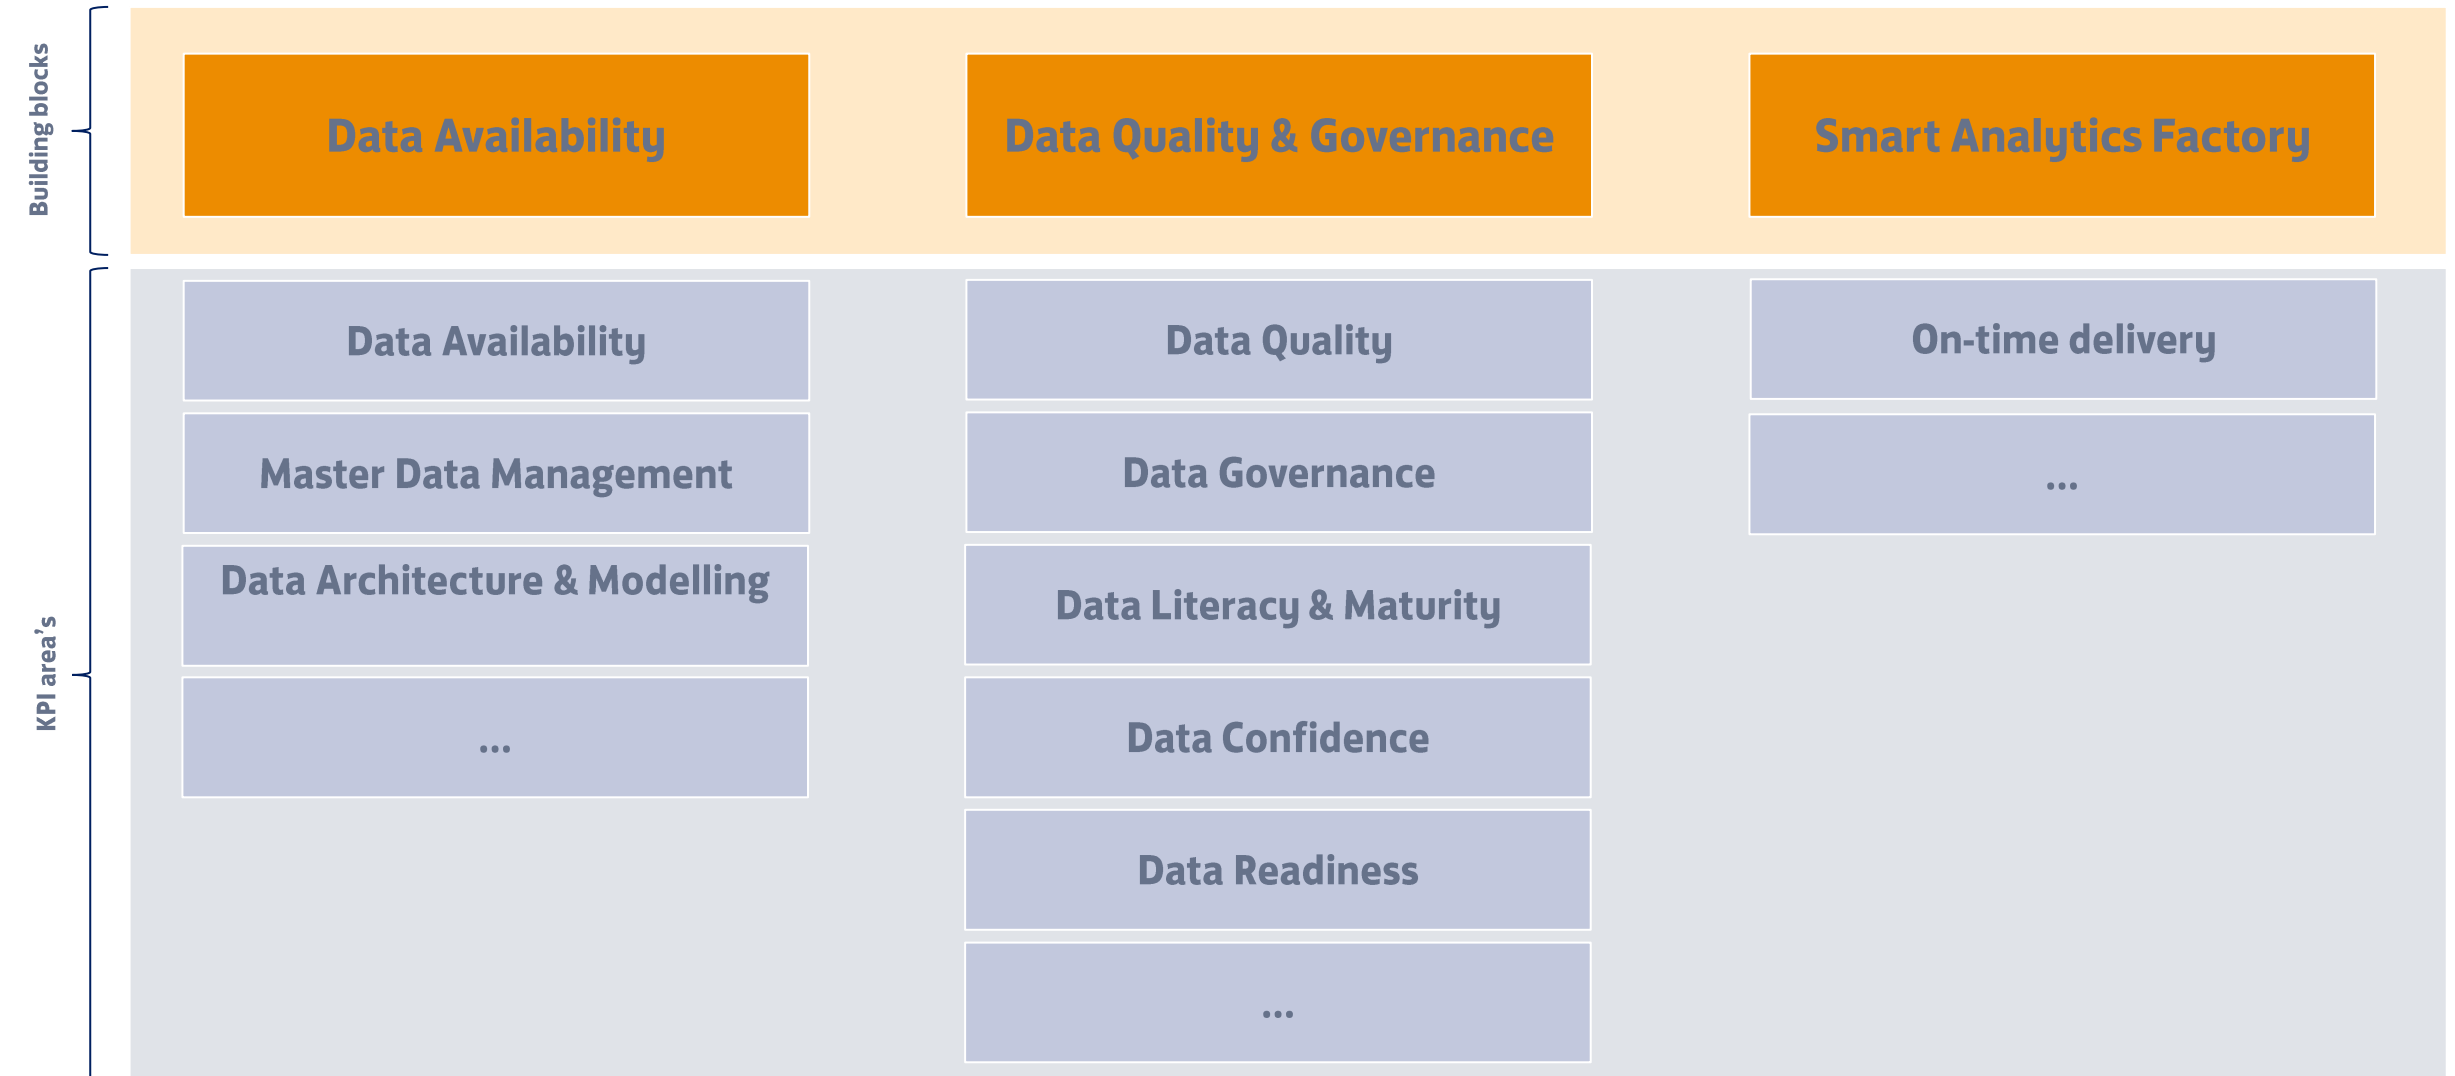 Building blocks
Data Availability
Data Quality & Governance
Smart Analytics Factory
KPI area's
Data Availability
Master Data Management
Data Architecture & Modelling
...
Data Quality
Data Governance
Data Literacy & Maturity
Data Confidence
Data Readiness
...
On-time delivery
...